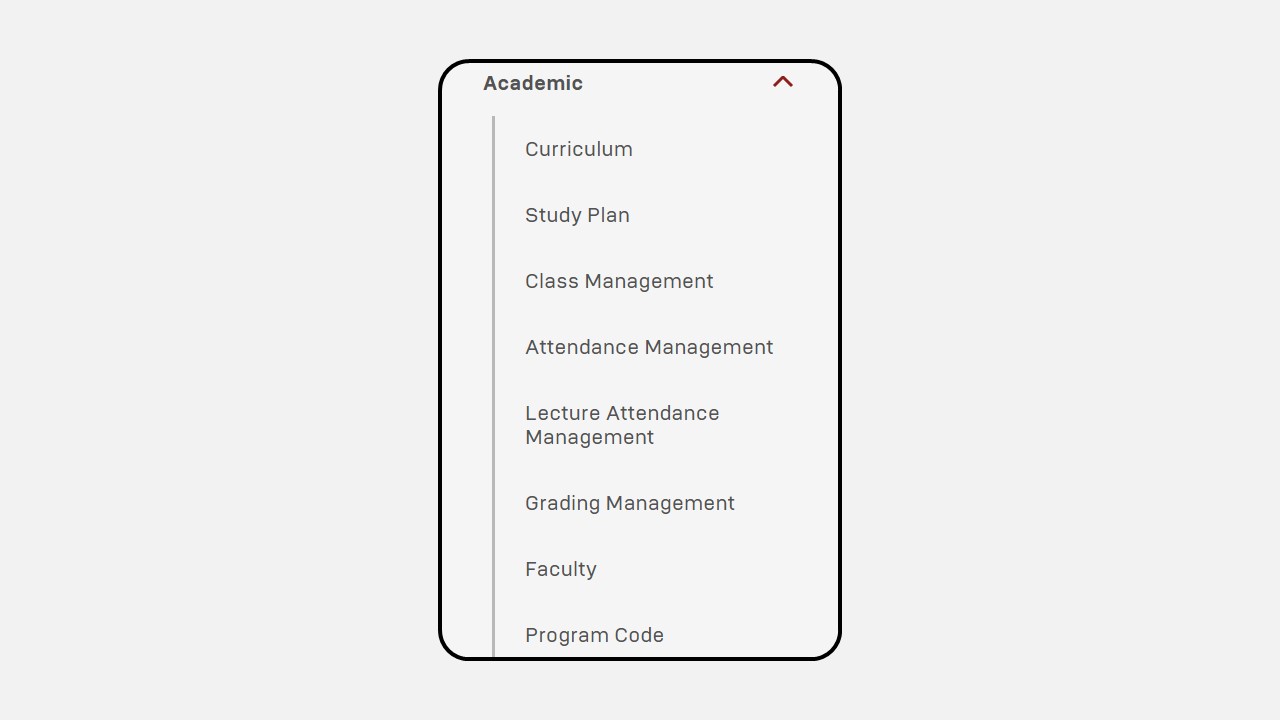 Academic
Curriculum
Study Plan
Class Management
Attendance Management
Lecture Attendance
Management
Grading Management
Faculty
Program Code